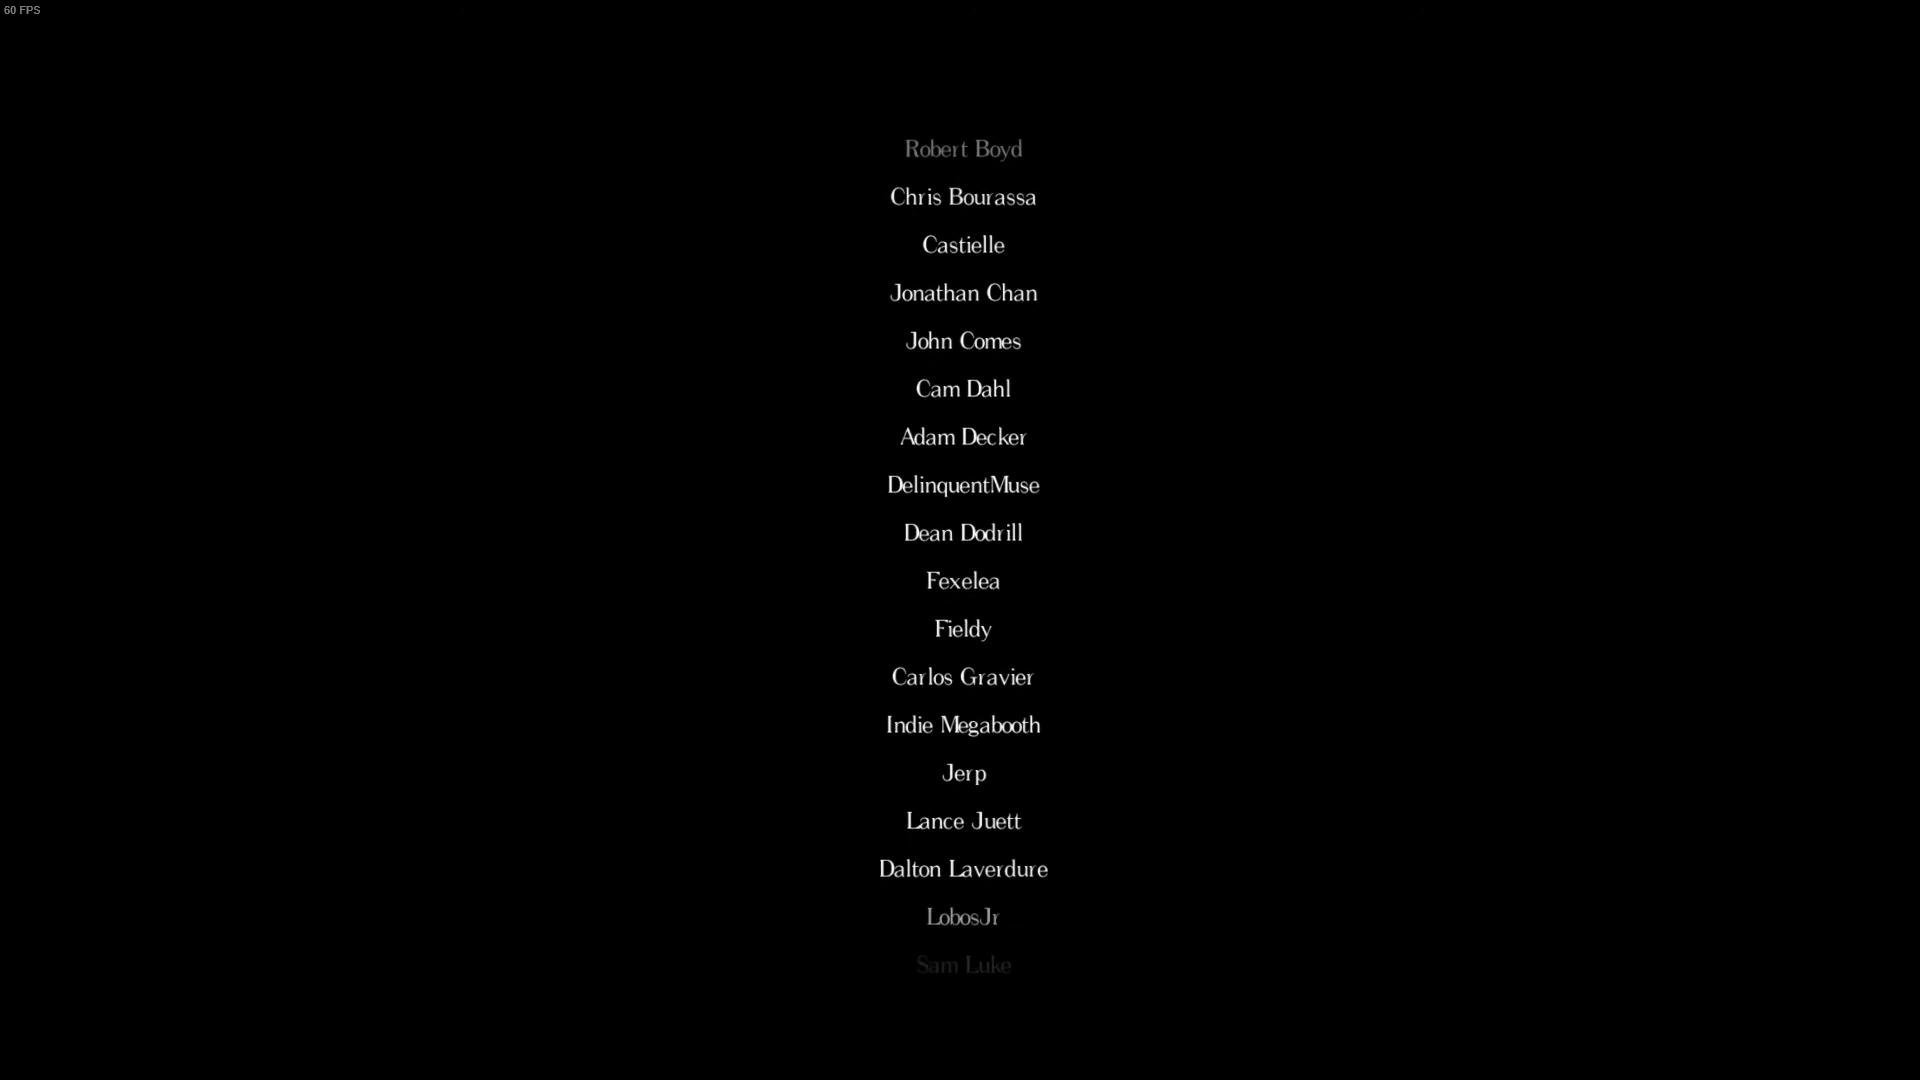 60 FPS
Robert Boyd
Chris Bourassa
Castielle
Jonathan Chan
John Comes
Cam Dahl
Adam Decker
DelinquentMuse
Dean Dodrill
Fexelea
Fieldy
Carlos Gravier
Indie Megabooth
Jerp
Lance Juett
Dalton Laverdure
LobosJr
Sam Luke